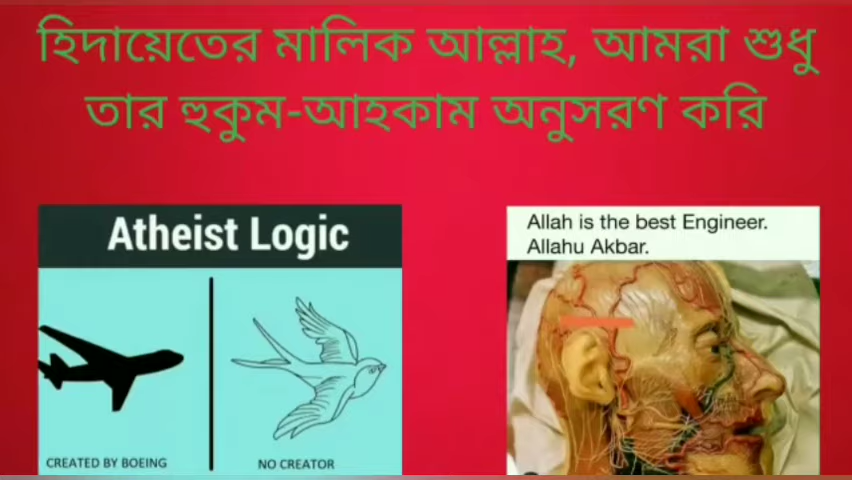 হিদায়েতের মালিক আল্লাহ, আমরা শুধু
তার হুকুম-আহকাম অনুসরণ করি
Atheist Logic
CREATED BY BOEING
NO CREATOR
Allah is the best Engineer.
Allahu Akbar.